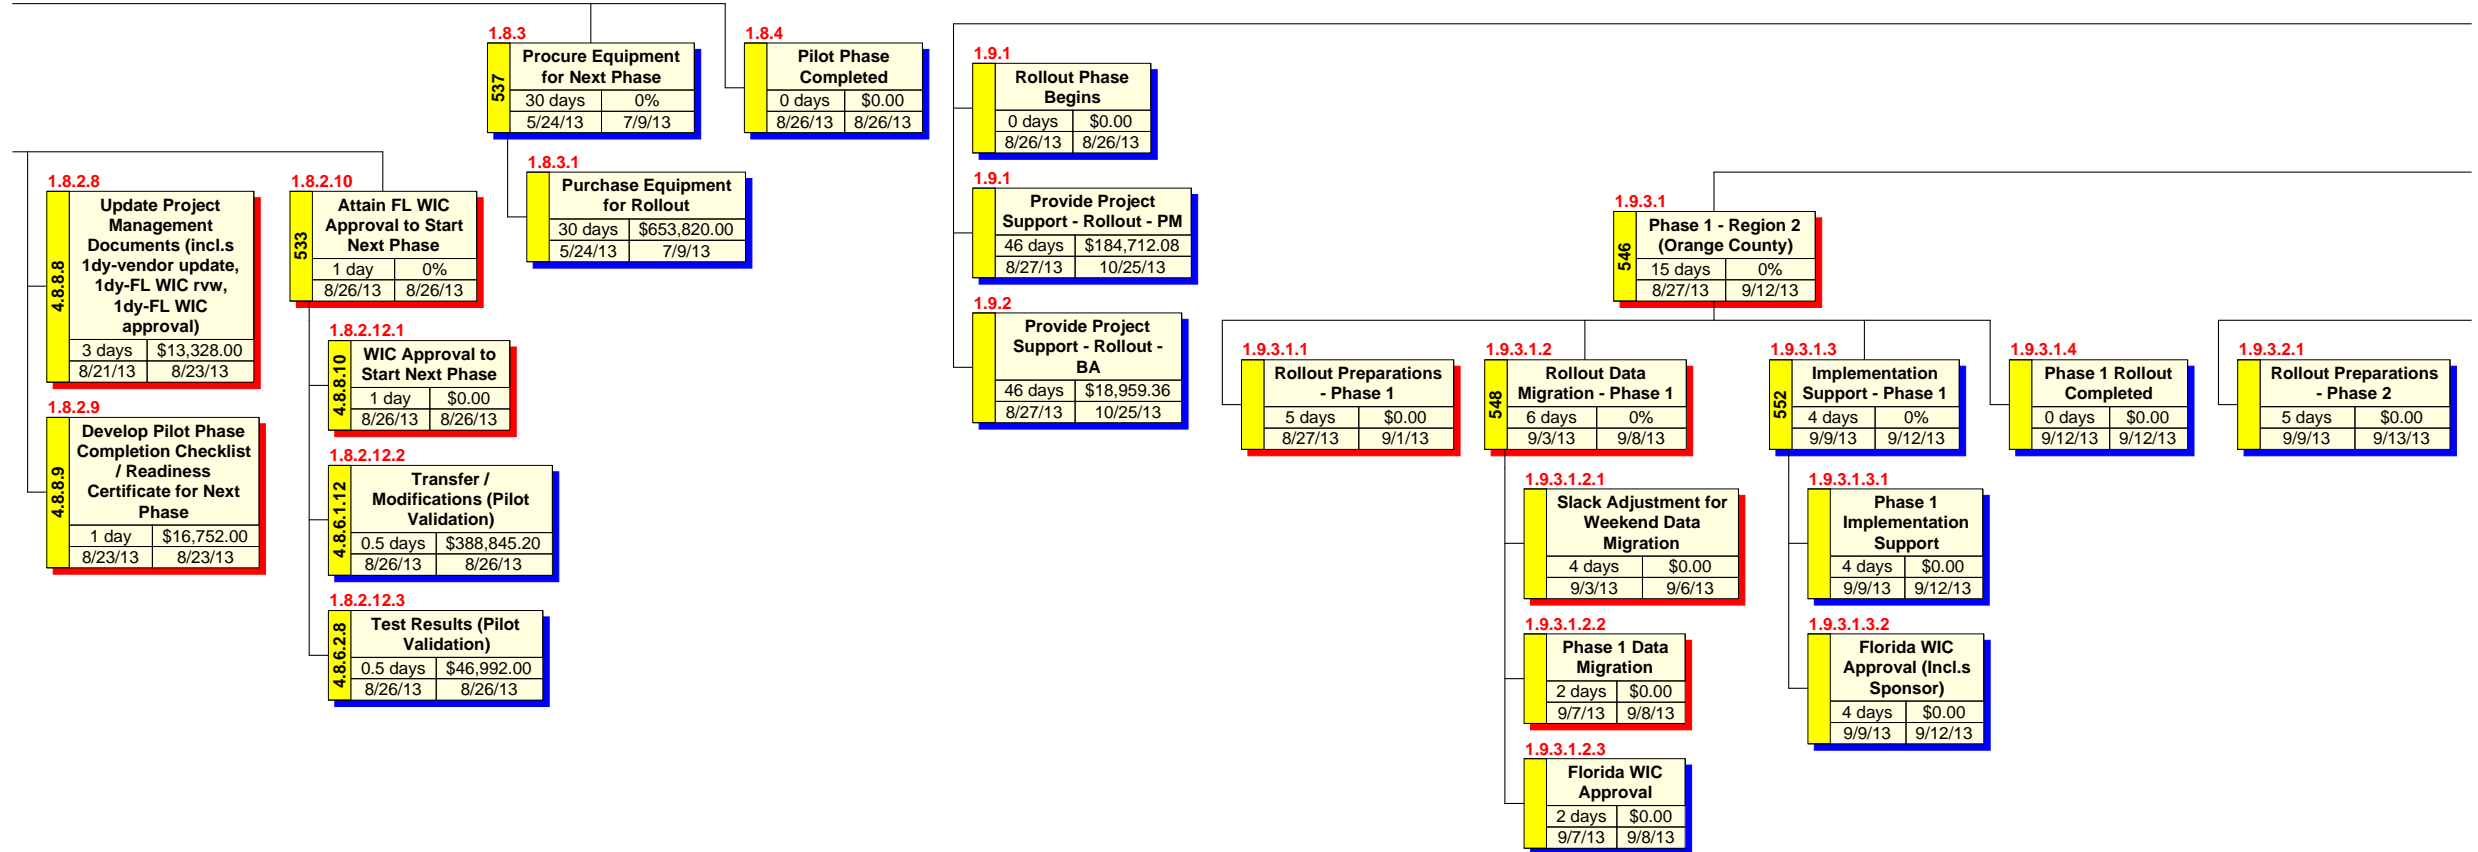 1.8.3
537
Procure Equipment
for Next Phase
30 days 0%
5/24/13 7/9/13
1.8.4
Pilot Phase
Completed
0 days $0.00
8/26/13 8/26/13
1.8.3.1
Purchase Equipment
for Rollout
30 days $653,820.00
5/24/13 7/9/13
1.8.2.8
4.8.8.8
Update Project
Management
Documents (incl.s
1dy-vendor update,
1dy-FL WIC rvw,
1dy-FL WIC
approval)
3 days $13,328.00
8/21/13 8/23/13
1.8.2.9
4.8.8.9
Develop Pilot Phase
Completion Checklist
/ Readiness
Certificate for Next
Phase
1 day $16,752.00
8/23/13 8/23/13
1.8.2.10
533
Attain FL WIC
Approval to Start
Next Phase
1 day 0%
8/26/13 8/26/13
1.8.2.12.1
4.8.8.10
WIC Approval to
Start Next Phase
1 day $0.00
8/26/13 8/26/13
1.8.2.12.2
4.8.6.1.12
Transfer /
Modifications (Pilot
Validation)
0.5 days $388,845.20
8/26/13 8/26/13
1.8.2.12.3
4.8.6.2.8
Test Results (Pilot
Validation)
0.5 days $46,992.00
8/26/13 8/26/13
1.9.1
Rollout Phase
Begins
0 days $0.00
8/26/13 8/26/13
1.9.1
Provide Project
Support - Rollout - PM
46 days $184,712.08
8/27/13 10/25/13
1.9.2
Provide Project
Support - Rollout -
BA
46 days $18,959.36
8/27/13 10/25/13
1.9.3.1
546
Phase 1 - Region 2
(Orange County)
15 days 0%
8/27/13 9/12/13
1.9.3.1.1
Rollout Preparations
- Phase 1
5 days $0.00
8/27/13 9/1/13
1.9.3.1.2
548
Rollout Data
Migration - Phase 1
6 days 0%
9/3/13 9/8/13
1.9.3.1.2.1
Slack Adjustment for
Weekend Data
Migration
4 days $0.00
9/3/13 9/6/13
1.9.3.1.2.2
Phase 1 Data
Migration
2 days $0.00
9/7/13 9/8/13
1.9.3.1.2.3
Florida WIC
Approval
2 days $0.00
9/7/13 9/8/13
1.9.3.1.3
552
Implementation
Support - Phase 1
4 days 0%
9/9/13 9/12/13
1.9.3.1.3.1
Phase 1
Implementation
Support
4 days $0.00
9/9/13 9/12/13
1.9.3.1.3.2
Florida WIC
Approval (Incl.s
Sponsor)
4 days $0.00
9/9/13 9/12/13
1.9.3.1.4
Phase 1 Rollout
Completed
0 days $0.00
9/12/13 9/12/13
1.9.3.2.1
Rollout Preparations
- Phase 2
5 days $0.00
9/9/13 9/13/13